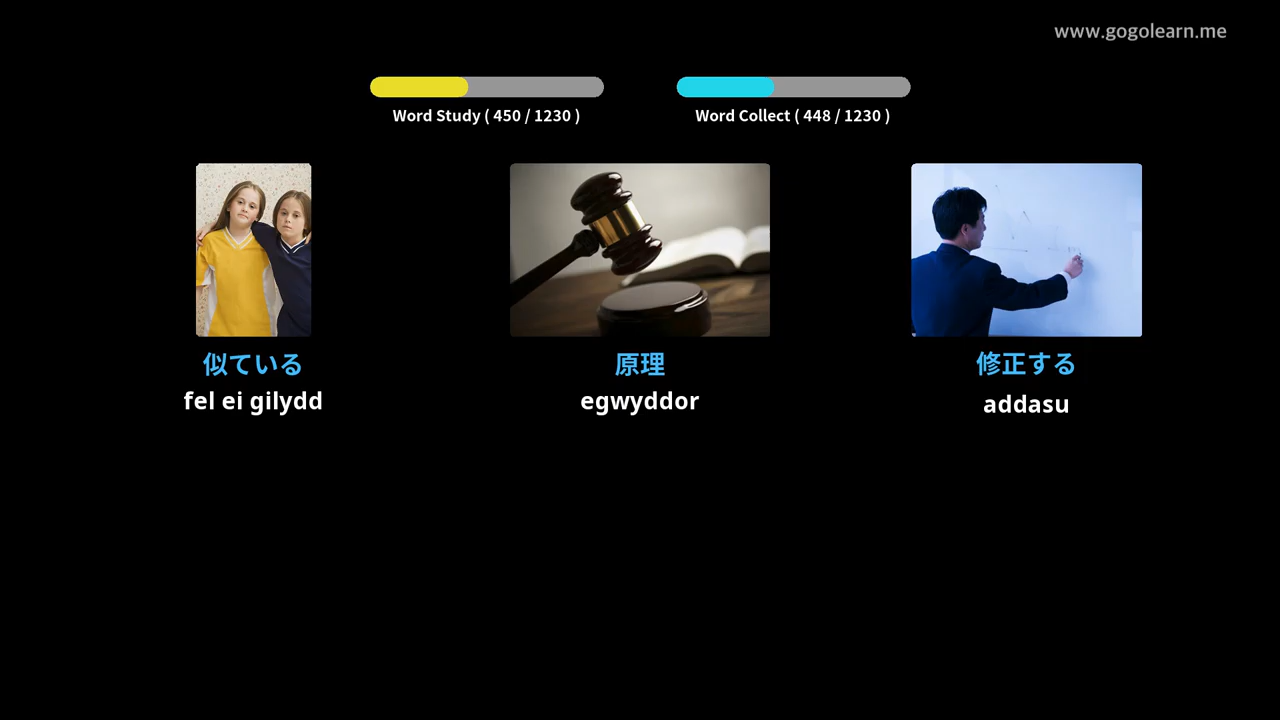 www.gogolearn.me
Word Study ( 450 / 1230 )
Word Collect ( 448 / 1230 )
似ている
fel ei gilydd
原理
egwyddor
修正する
addasu